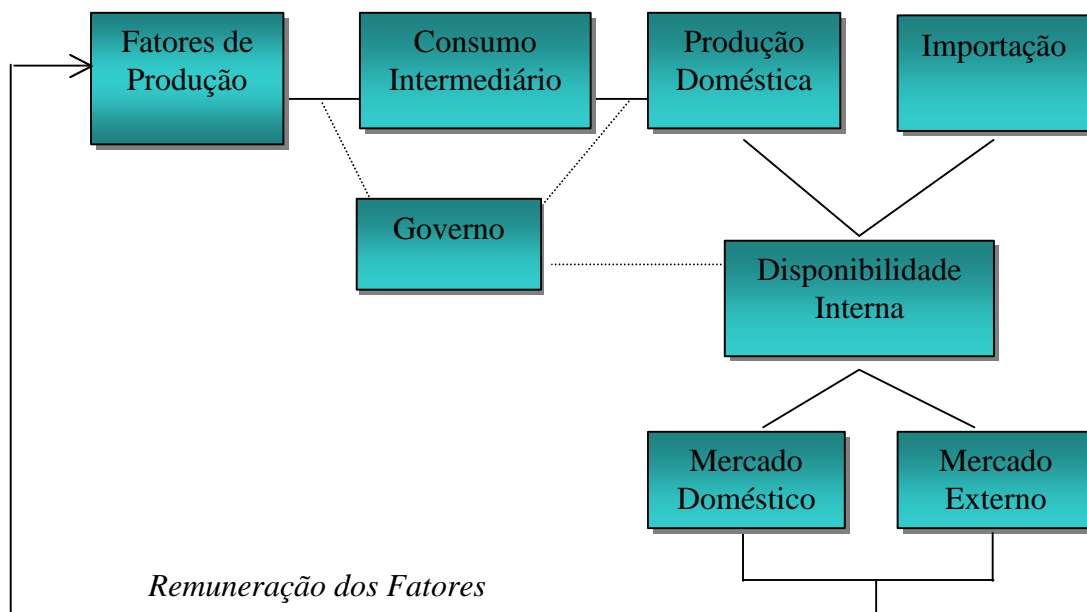 Fatores de
Produção
Consumo
Intermediário
Produção
Doméstica
Importação
Governo
Disponibilidade
Interna
Mercado
Doméstico
Mercado
Externo
Remuneração dos Fatores